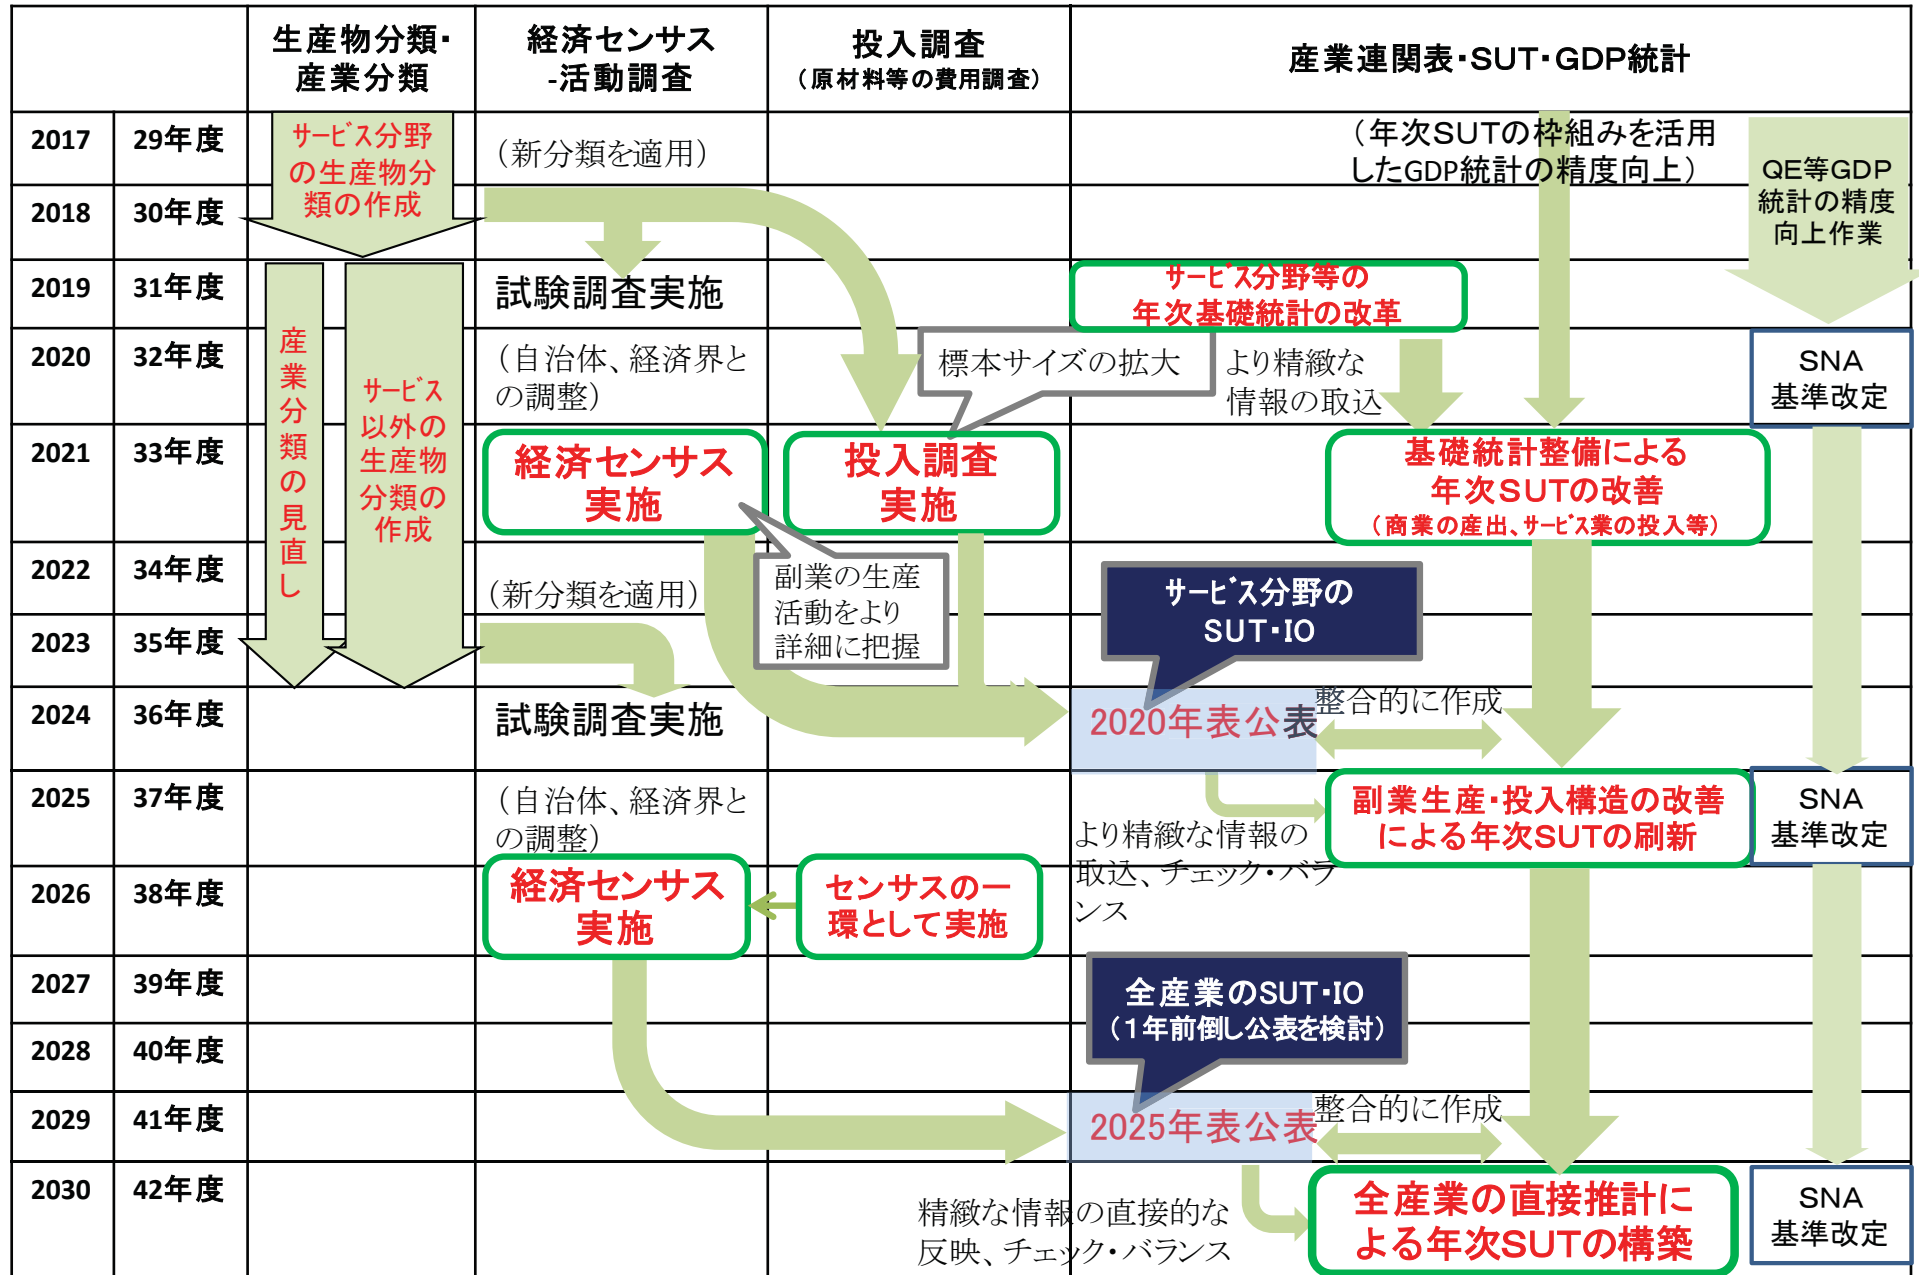 生産物分類・
産業分類
経済センサス
-活動調査
投入調査
（原材料等の費用調査）
産業連関表・SUT・GDP統計
2017
29年度
サービス分野
の生産物分
類の作成
（新分類を適用）
（年次SUTの枠組みを活用
したGDP統計の精度向上）
QE等GDP
統計の精度
向上作業
2018
30年度
2019
31年度
試験調査実施
サービス分野等の
年次基礎統計の改革
産業分類の見直し
サービス
以外の
生産物
分類の
作成
2020
32年度
（自治体、経済界と
の調整）
標本サイズの拡大
より精緻な
情報の取込
SNA
基準改定
2021
33年度
経済センサス
実施
投入調査
実施
基礎統計整備による
年次SUTの改善
（商業の産出、サービス業の投入等）
2022
34年度
（新分類を適用）
副業の生産
活動をより
詳細に把握
サービス分野の
SUT・IO
2023
35年度
2024
36年度
試験調査実施
2020年表公表
整合的に作成
2025
37年度
（自治体、経済界と
の調整）
より精緻な情報の
取込、チェック・バラ
ンス
副業生産・投入構造の改善
による年次SUTの刷新
SNA
基準改定
2026
38年度
経済センサス
実施
センサスの一
環として実施
2027
39年度
全産業のSUT・IO
（１年前倒し公表を検討）
2028
40年度
2029
41年度
2025年表公表
整合的に作成
2030
42年度
精緻な情報の直接的な
反映、チェック・バランス
全産業の直接推計に
よる年次SUTの構築
SNA
基準改定